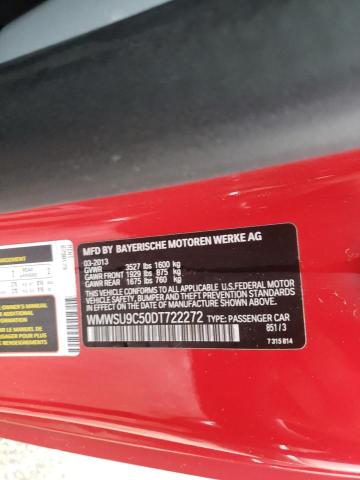 MFD BY BAYERISCHE MOTOREN WERKE AG
03-2013
GVWR 3527 lbs 1600 kg
GAWR FRONT 1929 lbs 875 kg
GAWR REAR 1675 lbs 760 kg
THIS VEHICLE CONFORMS TO ALL APPLICABLE U.S.FEDERAL MOTOR
VEHICLE SAFETY, BUMPER AND THEFT PREVENTION STANDARDS
IN EFFECT ON THE DATE OF MANUFACTURE SHOWN ABOVE.
WMWSU9C50DT722272 TYPE: PASSENGER CAR
851 / 3
7 315 814
REAR
OWNER'S MANUAL